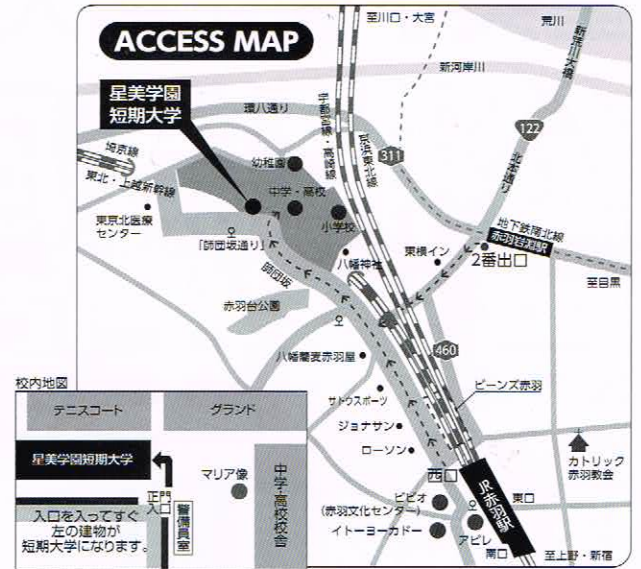 ACCESS MAP
至川口・大宮
荒川
新荒川大橋
新河岸川
星美学園
短期大学
環八通り
宇都宮線・高崎線
京浜東北線
122
311
北本通り
埼京線
東北・上越新幹線
幼稚園
中学・高校
小学校
東京北医療
センター
「師団坂通り」
師団坂
八幡神社
東横イン
地下鉄南北線
赤羽岩淵駅
2番出口
至目黒
赤羽台公園
八幡蕎麦赤羽屋
460
ビーンズ赤羽
サトウスポーツ
ジョナサン
ローソン
カトリック
赤羽教会
西口
JR赤羽駅
東口
ビビオ
(赤羽文化センター)
イトーヨーカドー
アピレ
南口
至上野・新宿
校内地図
テニスコート
グランド
星美学園短期大学
マリア像
中学・高校校舎
正門
入口
警備員室
入口を入ってすぐ
左の建物が
短期大学になります。